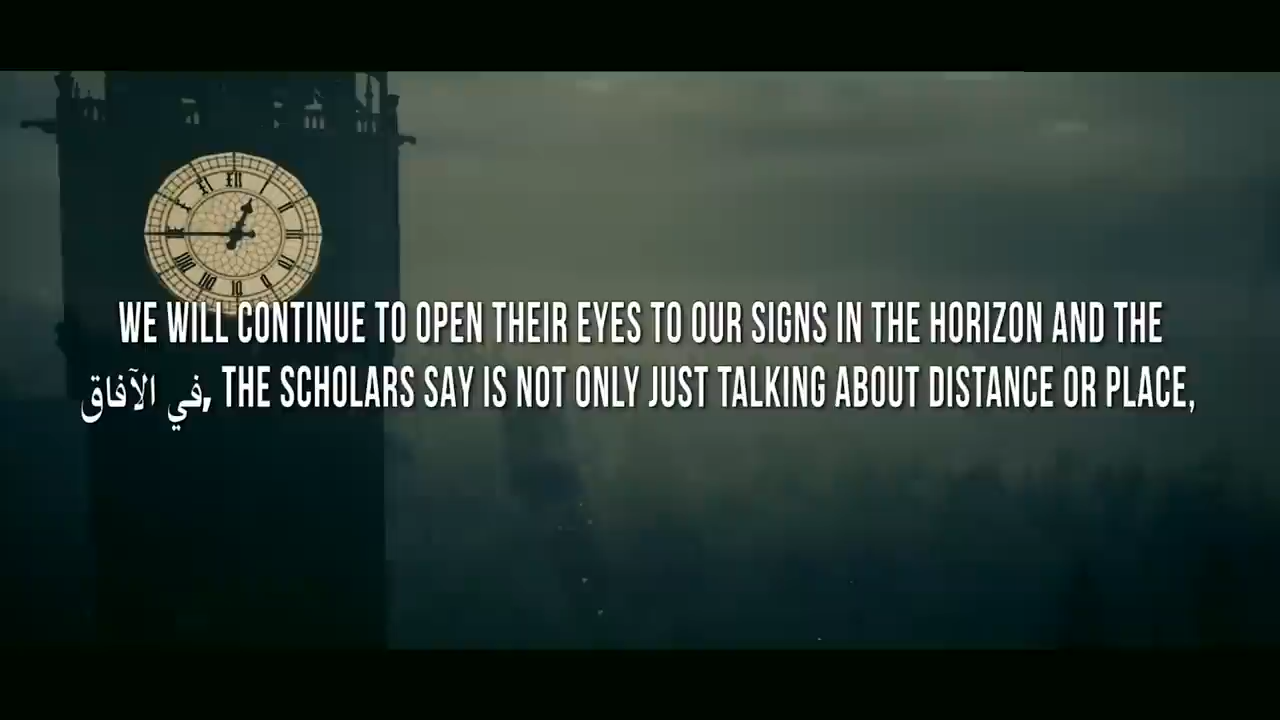 WE WILL CONTINUE TO OPEN THEIR EYES TO OUR SIGNS IN THE HORIZON AND THE
في الآفاق, THE SCHOLARS SAY IS NOT ONLY JUST TALKING ABOUT DISTANCE OR PLACE,